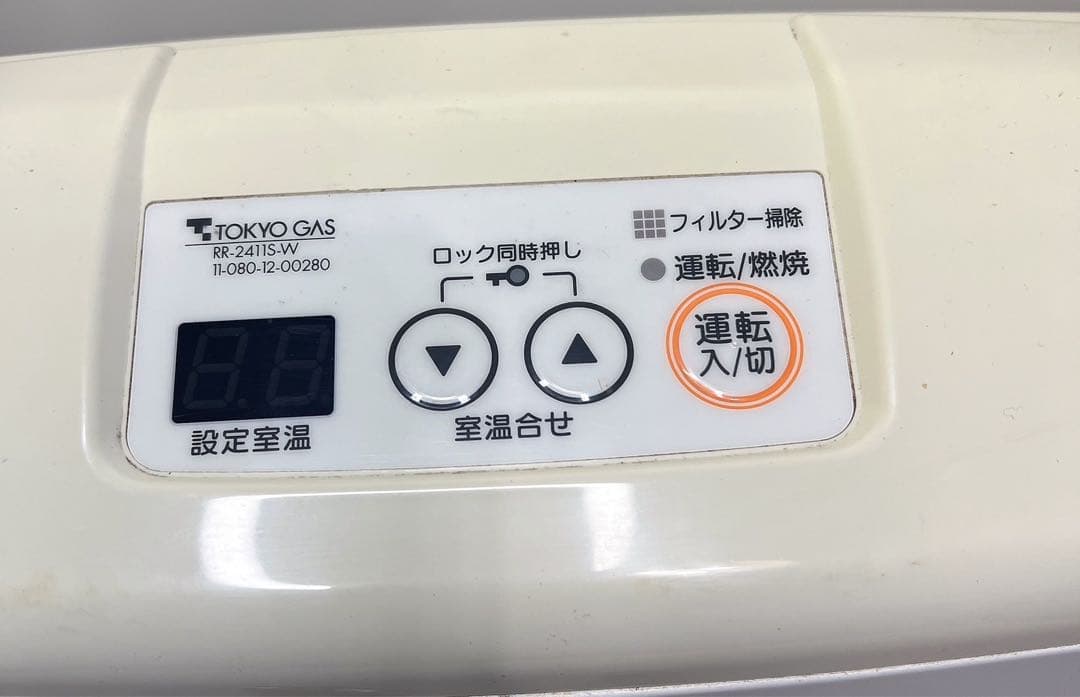 TOKYO GAS
RR-2411S-W
11-080-12-00280
設定室温
ロック同時押し
▼ ▲
室温合せ
フィルター掃除
運転/燃焼
運転
入/切